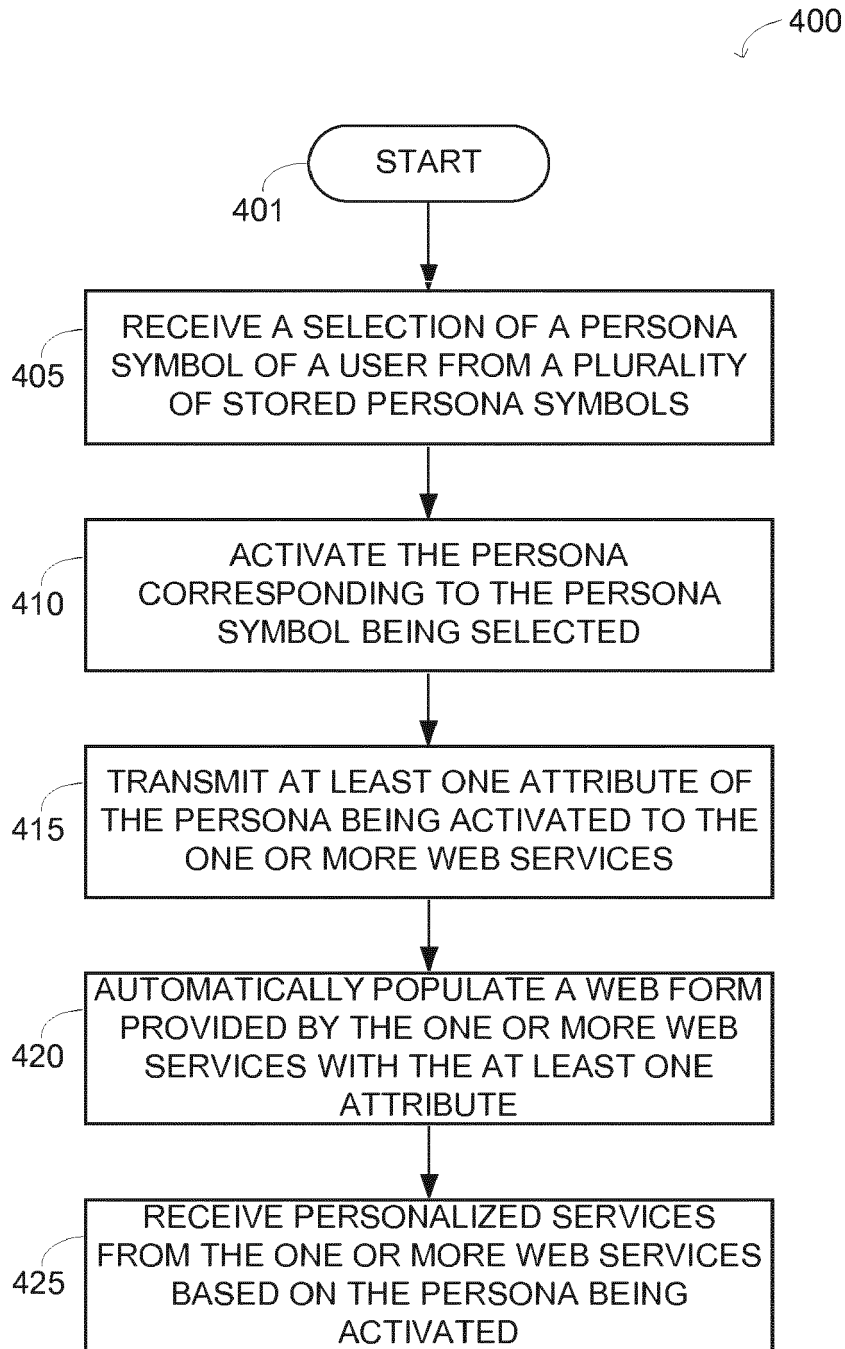 400
START
401
RECEIVE A SELECTION OF A PERSONA
SYMBOL OF A USER FROM A PLURALITY
OF STORED PERSONA SYMBOLS
405
ACTIVATE THE PERSONA
CORRESPONDING TO THE PERSONA
SYMBOL BEING SELECTED
410
TRANSMIT AT LEAST ONE ATTRIBUTE OF
THE PERSONA BEING ACTIVATED TO THE
ONE OR MORE WEB SERVICES
415
AUTOMATICALLY POPULATE A WEB FORM
PROVIDED BY THE ONE OR MORE WEB
SERVICES WITH THE AT LEAST ONE
ATTRIBUTE
420
RECEIVE PERSONALIZED SERVICES
FROM THE ONE OR MORE WEB SERVICES
BASED ON THE PERSONA BEING
ACTIVATED
425